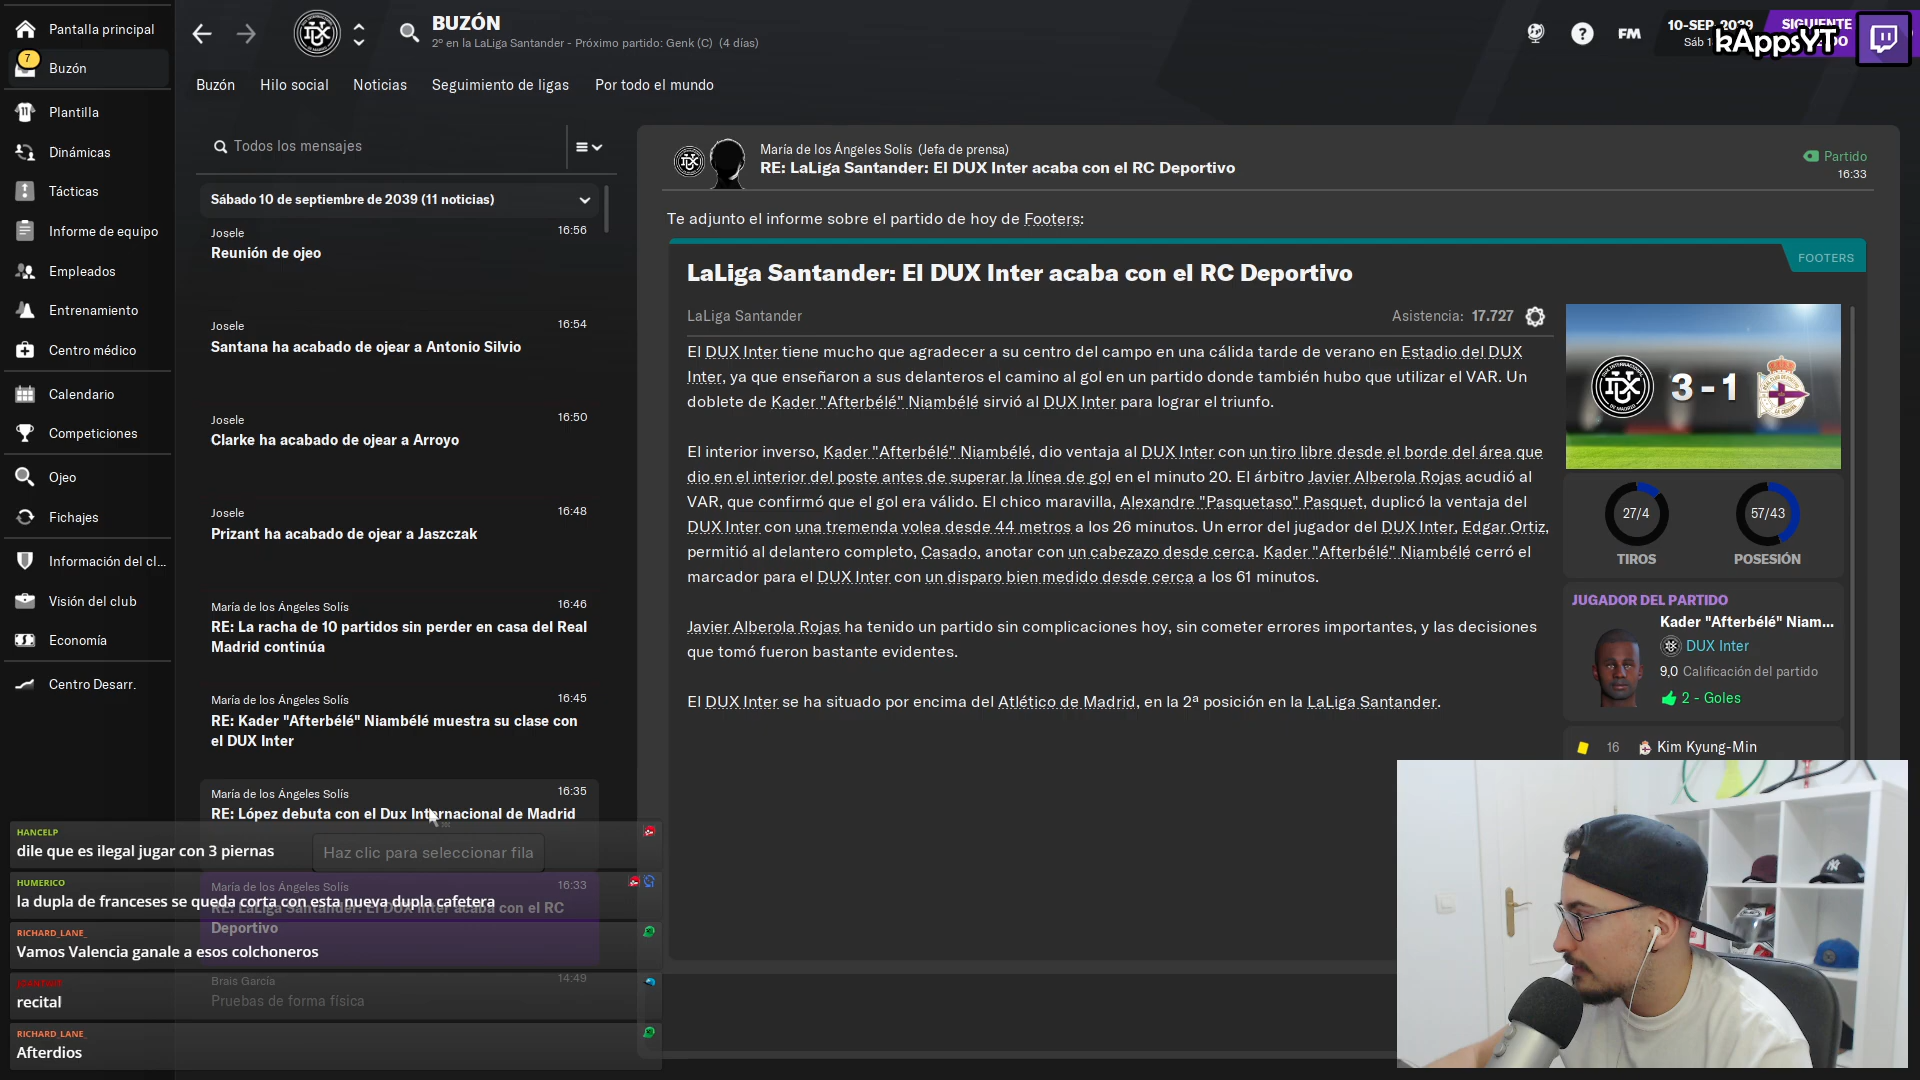 Pantalla principal
7
Buzón
Plantilla
Dinámicas
Tácticas
Informe de equipo
Empleados
Entrenamiento
Centro médico
Calendario
Competiciones
Ojeo
Fichajes
Información del cl...
Visión del club
Economía
Centro Desarr.
BUZÓN
2º en la LaLiga Santander - Próximo partido: Genk (C) (4 días)
FM
10-SEP-2039
Sáb
SIGUIENTE
kAppsYT
Buzón
Hilo social
Noticias
Seguimiento de ligas
Por todo el mundo
Todos los mensajes
Sábado 10 de septiembre de 2039 (11 noticias)
Josele
16:56
Reunión de ojeo
Josele
16:54
Santana ha acabado de ojear a Antonio Silvio
Josele
16:50
Clarke ha acabado de ojear a Arroyo
Josele
16:48
Prizant ha acabado de ojear a Jaszczak
María de los Ángeles Solís
16:46
RE: La racha de 10 partidos sin perder en casa del Real
Madrid continúa
María de los Ángeles Solís
16:45
RE: Kader "Afterbélé" Niambélé muestra su clase con
el DUX Inter
María de los Ángeles Solís
16:35
RE: López debuta con el Dux Internacional de Madrid
Haz clic para seleccionar fila
María de los Ángeles Solís
16:33
RE: LaLiga Santander: El DUX Inter acaba con el RC
Deportivo
Brais García
14:49
Pruebas de forma física
HANCELP
dile que es ilegal jugar con 3 piernas
HUMERICO
la dupla de franceses se queda corta con esta nueva dupla cafetera
RICHARD_LANE_
Vamos Valencia ganale a esos colchoneros
recital
RICHARD_LANE_
Afterdios
María de los Ángeles Solís (Jefa de prensa)
RE: LaLiga Santander: El DUX Inter acaba con el RC Deportivo
Partido
16:33
Te adjunto el informe sobre el partido de hoy de Footers:
FOOTERS
LaLiga Santander: El DUX Inter acaba con el RC Deportivo
LaLiga Santander
Asistencia: 17.727
El DUX Inter tiene mucho que agradecer a su centro del campo en una cálida tarde de verano en Estadio del DUX
Inter, ya que enseñaron a sus delanteros el camino al gol en un partido donde también hubo que utilizar el VAR. Un
doblete de Kader "Afterbélé" Niambélé sirvió al DUX Inter para lograr el triunfo.
El interior inverso, Kader "Afterbélé" Niambélé, dio ventaja al DUX Inter con un tiro libre desde el borde del área que
dio en el interior del poste antes de superar la línea de gol en el minuto 20. El árbitro Javier Alberola Rojas acudió al
VAR, que confirmó que el gol era válido. El chico maravilla, Alexandre "Pasquetaso" Pasquet, duplicó la ventaja del
DUX Inter con una tremenda volea desde 44 metros a los 26 minutos. Un error del jugador del DUX Inter, Edgar Ortiz,
permitió al delantero completo, Casado, anotar con un cabezazo desde cerca. Kader "Afterbélé" Niambélé cerró el
marcador para el DUX Inter con un disparo bien medido desde cerca a los 61 minutos.
Javier Alberola Rojas ha tenido un partido sin complicaciones hoy, sin cometer errores importantes, y las decisiones
que tomó fueron bastante evidentes.
El DUX Inter se ha situado por encima del Atlético de Madrid, en la 2ª posición en la LaLiga Santander.
3 - 1
27/4
TIROS
57/43
POSESIÓN
JUGADOR DEL PARTIDO
Kader "Afterbélé" Niam...
DUX Inter
9,0 Calificación del partido
2 - Goles
16
Kim Kyung-Min